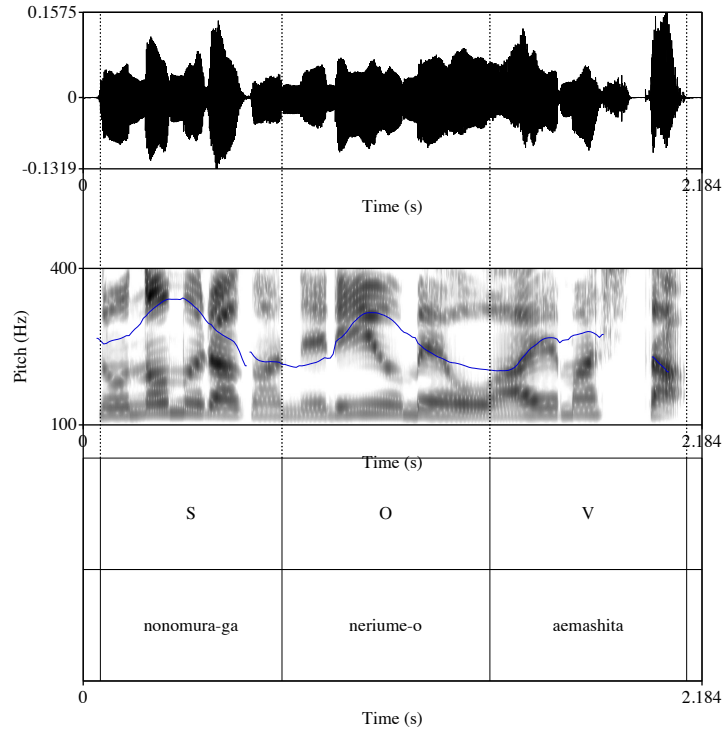 0.1575
0
-0.1319
0 2.184
Time (s)
400
Pitch (Hz)
100
0 2.184
Time (s)
S O V
nonomura-ga neriume-o aemashita
0 2.184
Time (s)